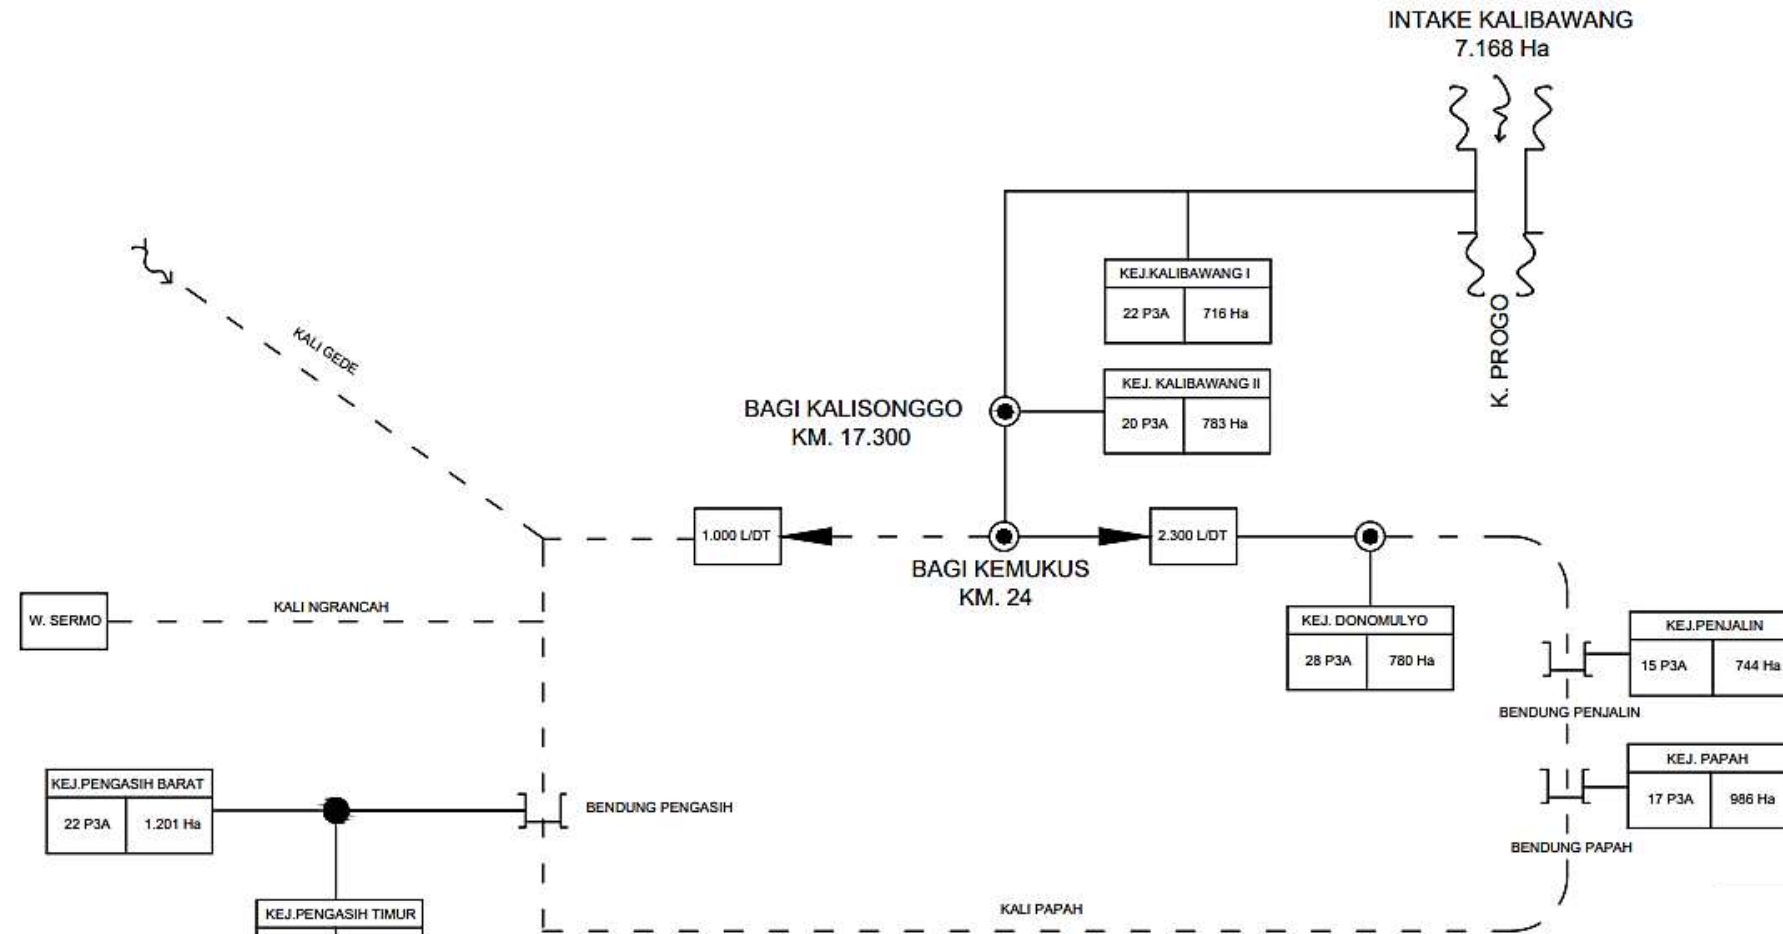 INTAKE KALIBAWANG
7.168 Ha
K. PROGO
KEJ.KALIBAWANG I
22 P3A 716 Ha
KALI GEDE
KEJ. KALIBAWANG II
20 P3A 783 Ha
BAGI KALISONGGO
KM. 17.300
1.000 L/DT
2.300 L/DT
BAGI KEMUKUS
KM. 24
W. SERMO
KALI NGRANCAH
KEJ. DONOMULYO
28 P3A 780 Ha
KEJ.PENJALIN
15 P3A 744 Ha
BENDUNG PENJALIN
KEJ. PAPAH
17 P3A 986 Ha
BENDUNG PAPAH
KEJ.PENGASIH BARAT
22 P3A 1.201 Ha
BENDUNG PENGASIH
KEJ.PENGASIH TIMUR
KALI PAPAH